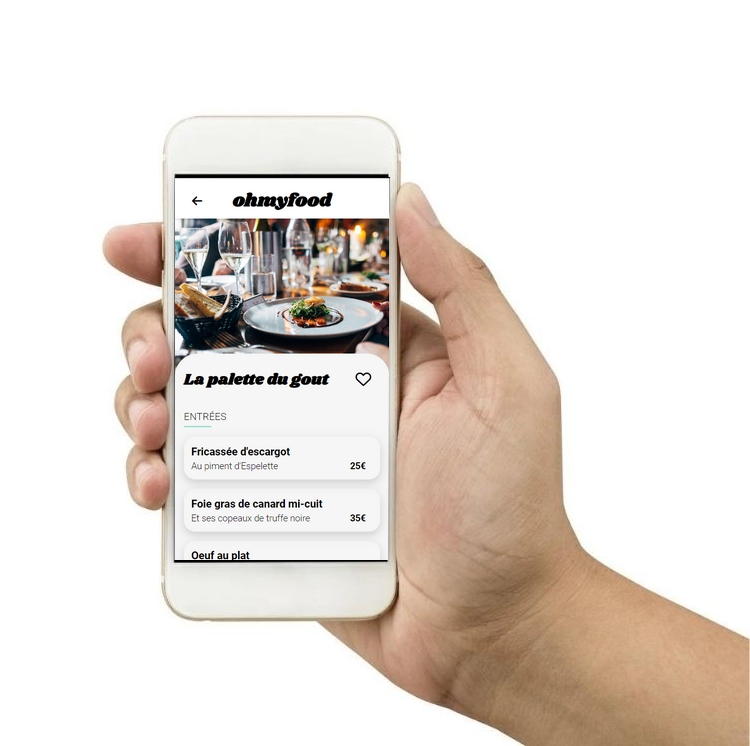 ohmyfood
La palette du gout
ENTRÉES
Fricassée d'escargot
Au piment d'Espelette 25€
Foie gras de canard mi-cuit
Et ses copeaux de truffe noire 35€
Oeuf au plat